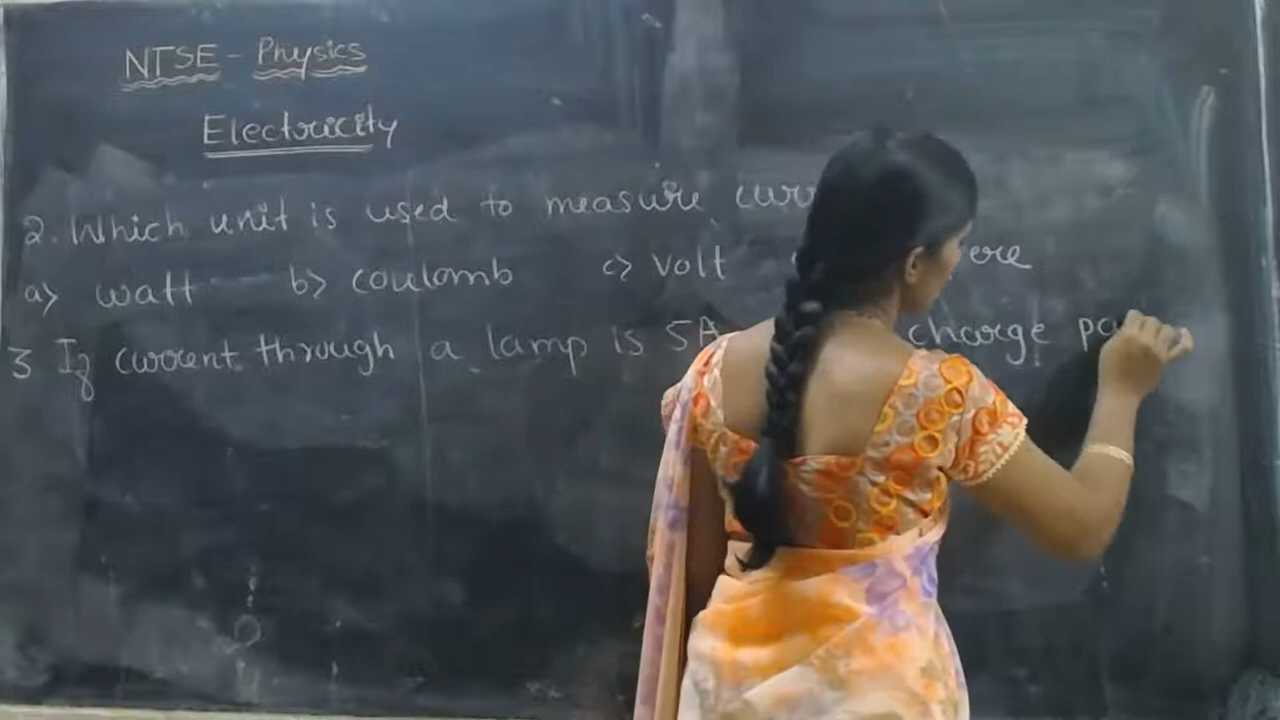 NTSE - Physics
Electricity
2. Which unit is used to measure
a) watt b) coulomb c) volt
3 If current through a lamp is 5A charge